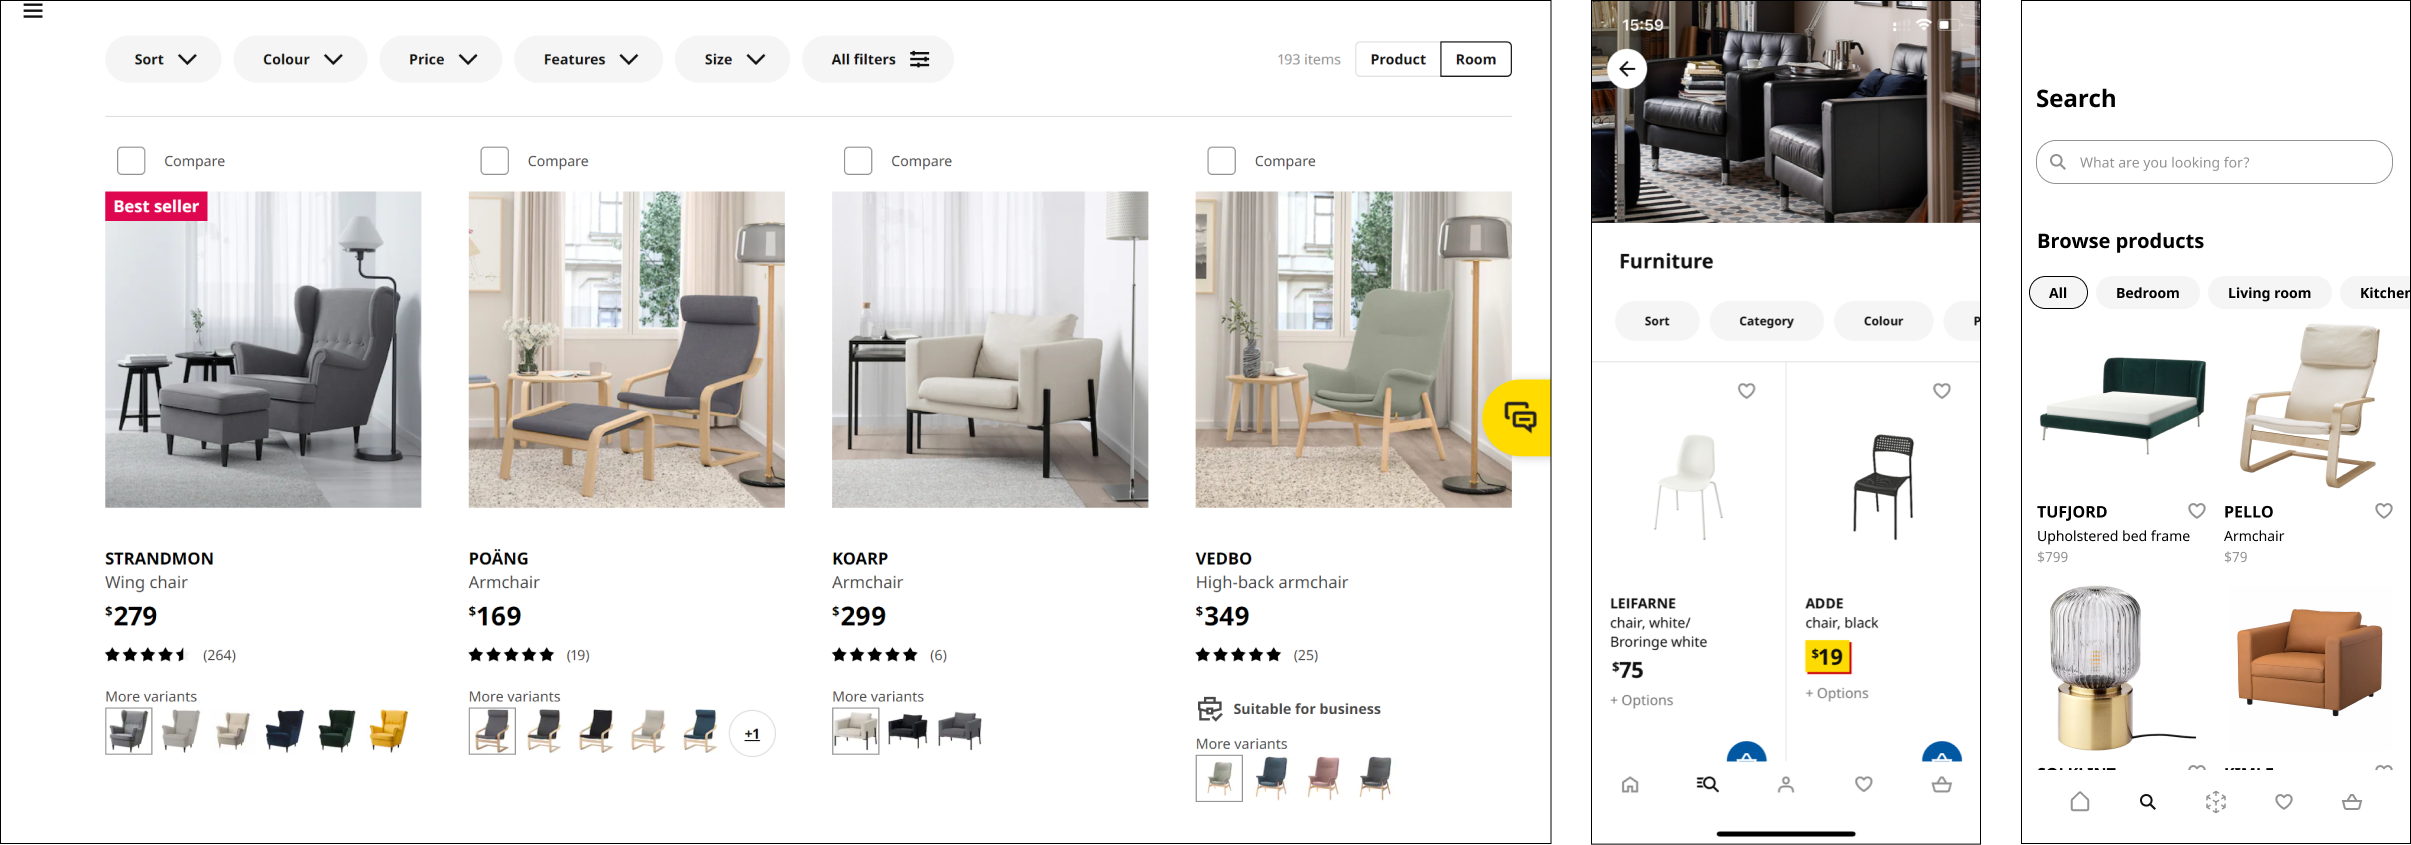 Sort Colour Price Features Size All filters 193 items Product Room
Compare Compare Compare Compare
Best seller
STRANDMON
Wing chair
$279
(264)
More variants
POÄNG
Armchair
$169
(19)
More variants
+1
KOARP
Armchair
$299
(6)
More variants
VEDBO
High-back armchair
$349
(25)
Suitable for business
More variants
15:59
Furniture
Sort Category Colour P
LEIFARNE
chair, white/
Broringe white
$75
+ Options
ADDE
chair, black
$19
+ Options
Search
What are you looking for?
Browse products
All Bedroom Living room Kitchen
TUFJORD
Upholstered bed frame
$799
PELLO
Armchair
$79